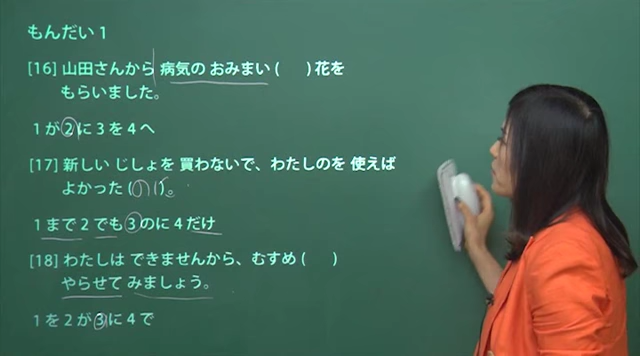 もんだい 1
[16] 山田さんから 病気の おみまい (　　) 花を
もらいました。
1 が 2 に 3 を 4 へ
[17] 新しい じしょを 買わないで、わたしのを 使えば
よかった (のに)。
1 まで 2 でも 3 のに 4 だけ
[18] わたしは できませんから、むすめ (　　)
やらせて みましょう。
1 を 2 が 3 に 4 で